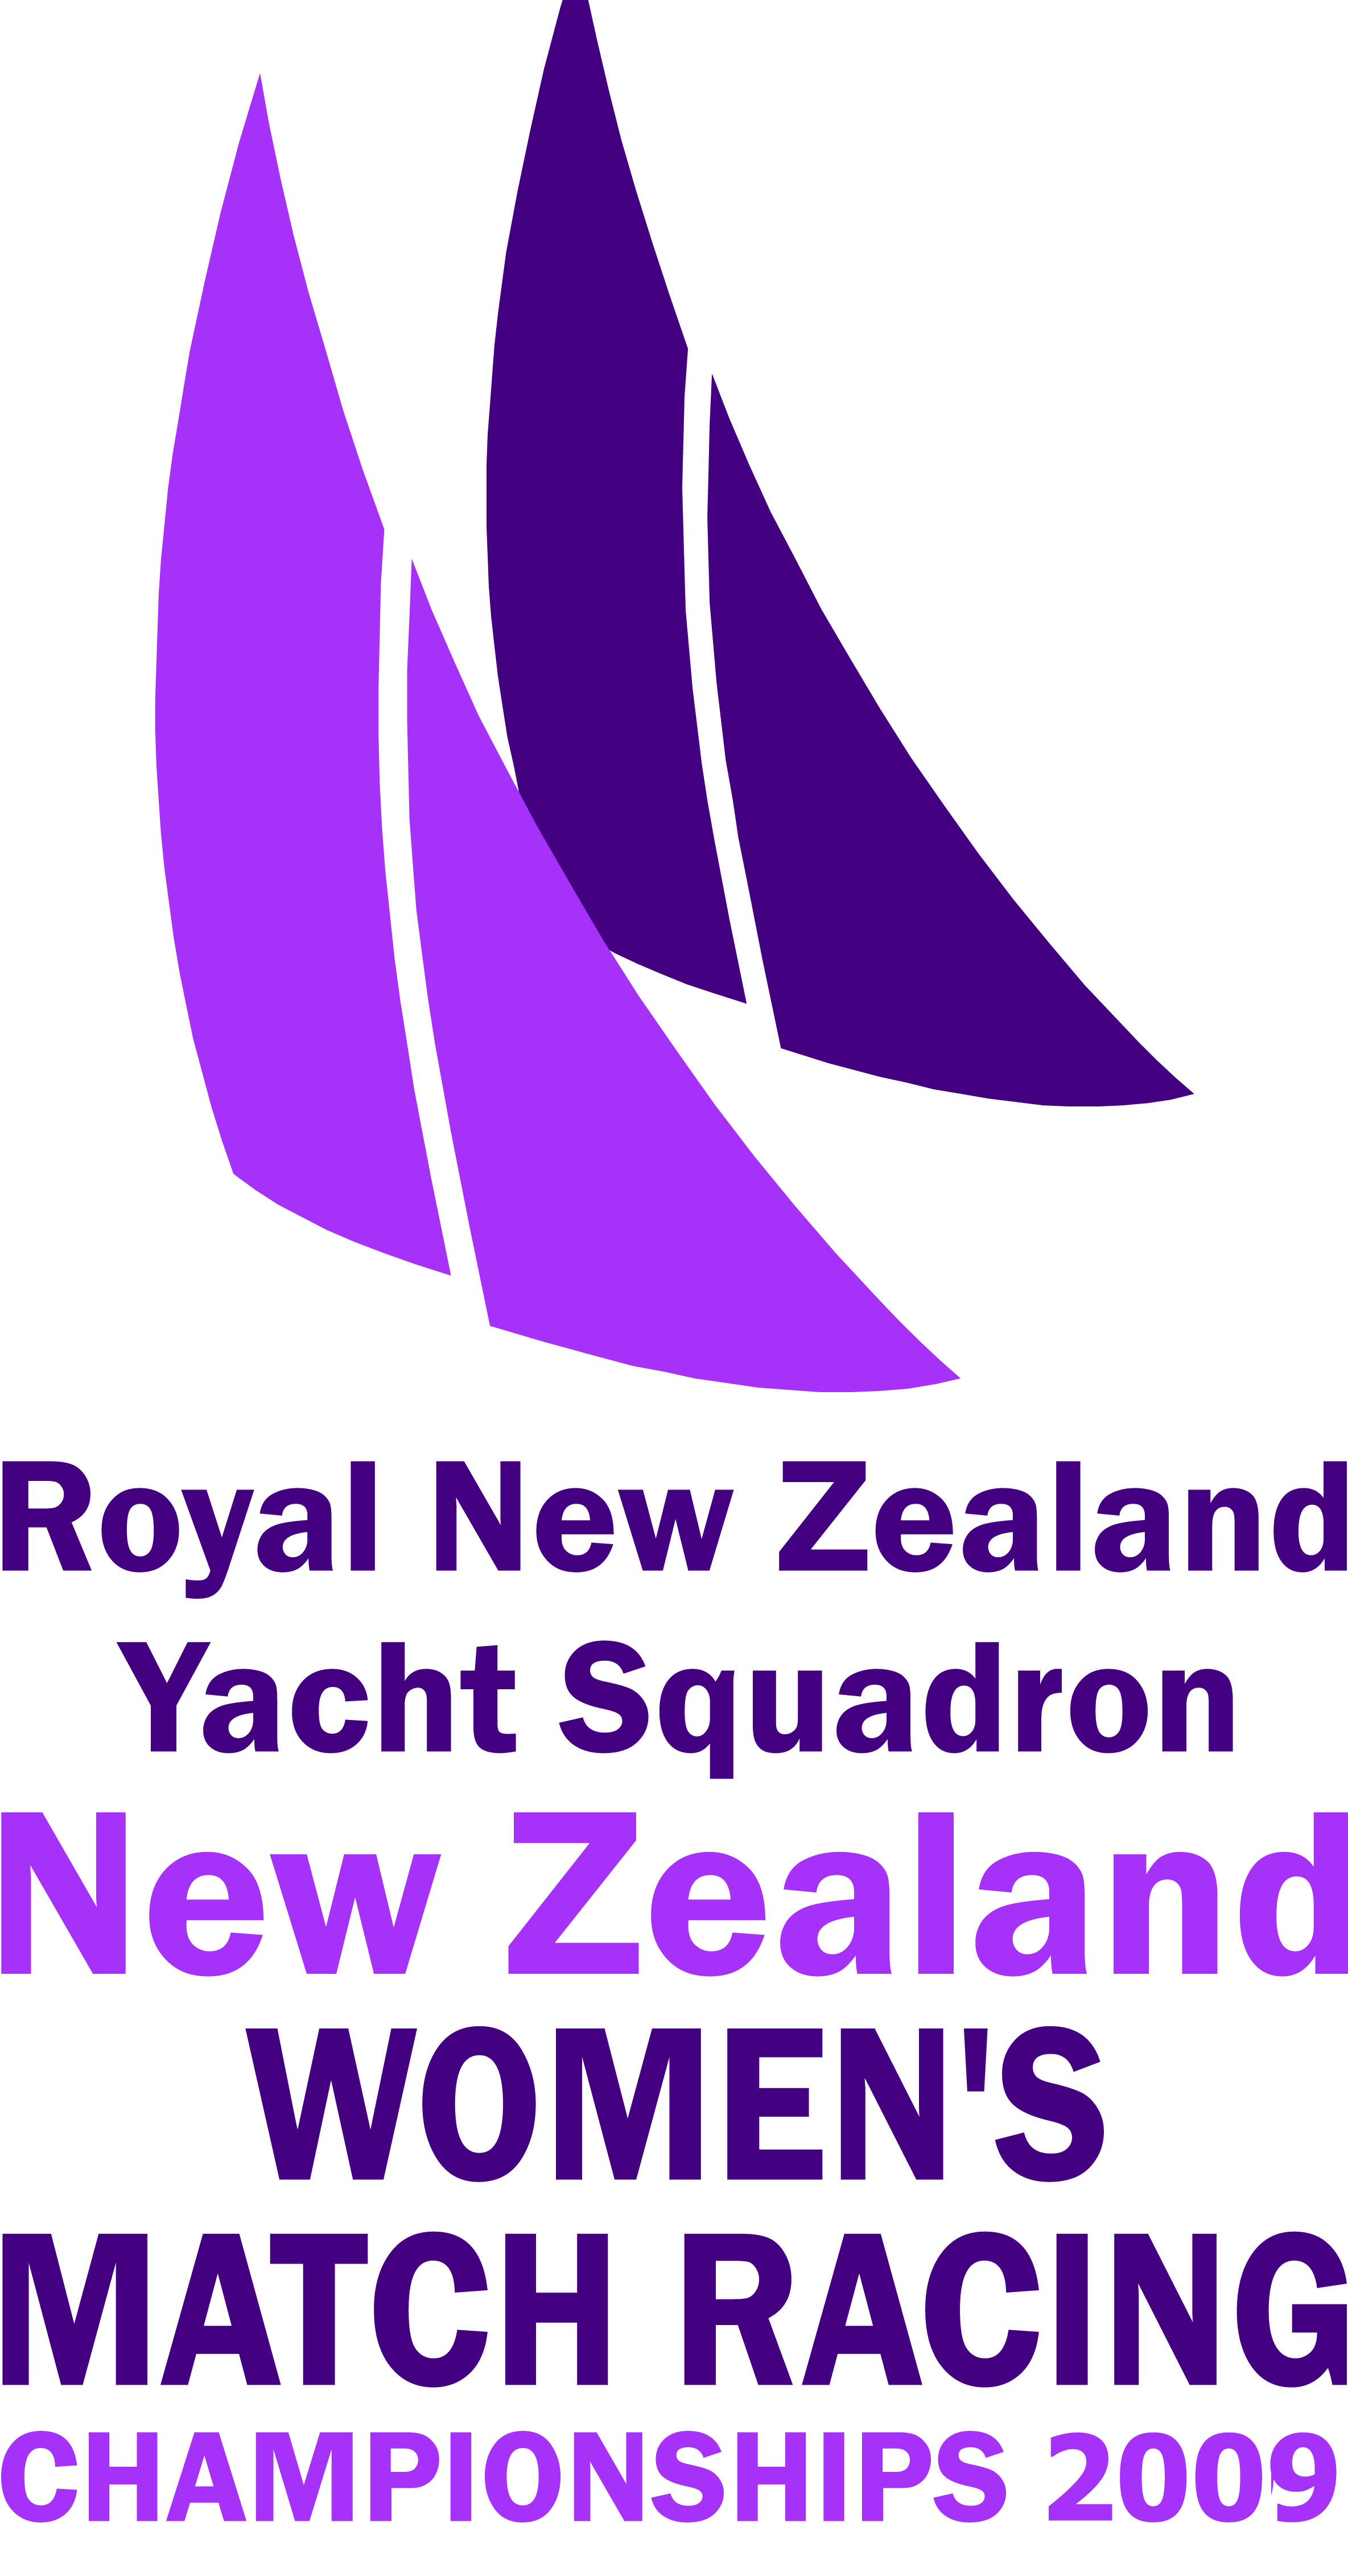 Royal New Zealand
Yacht Squadron
New Zealand
WOMEN'S
MATCH RACING
CHAMPIONSHIPS 2009